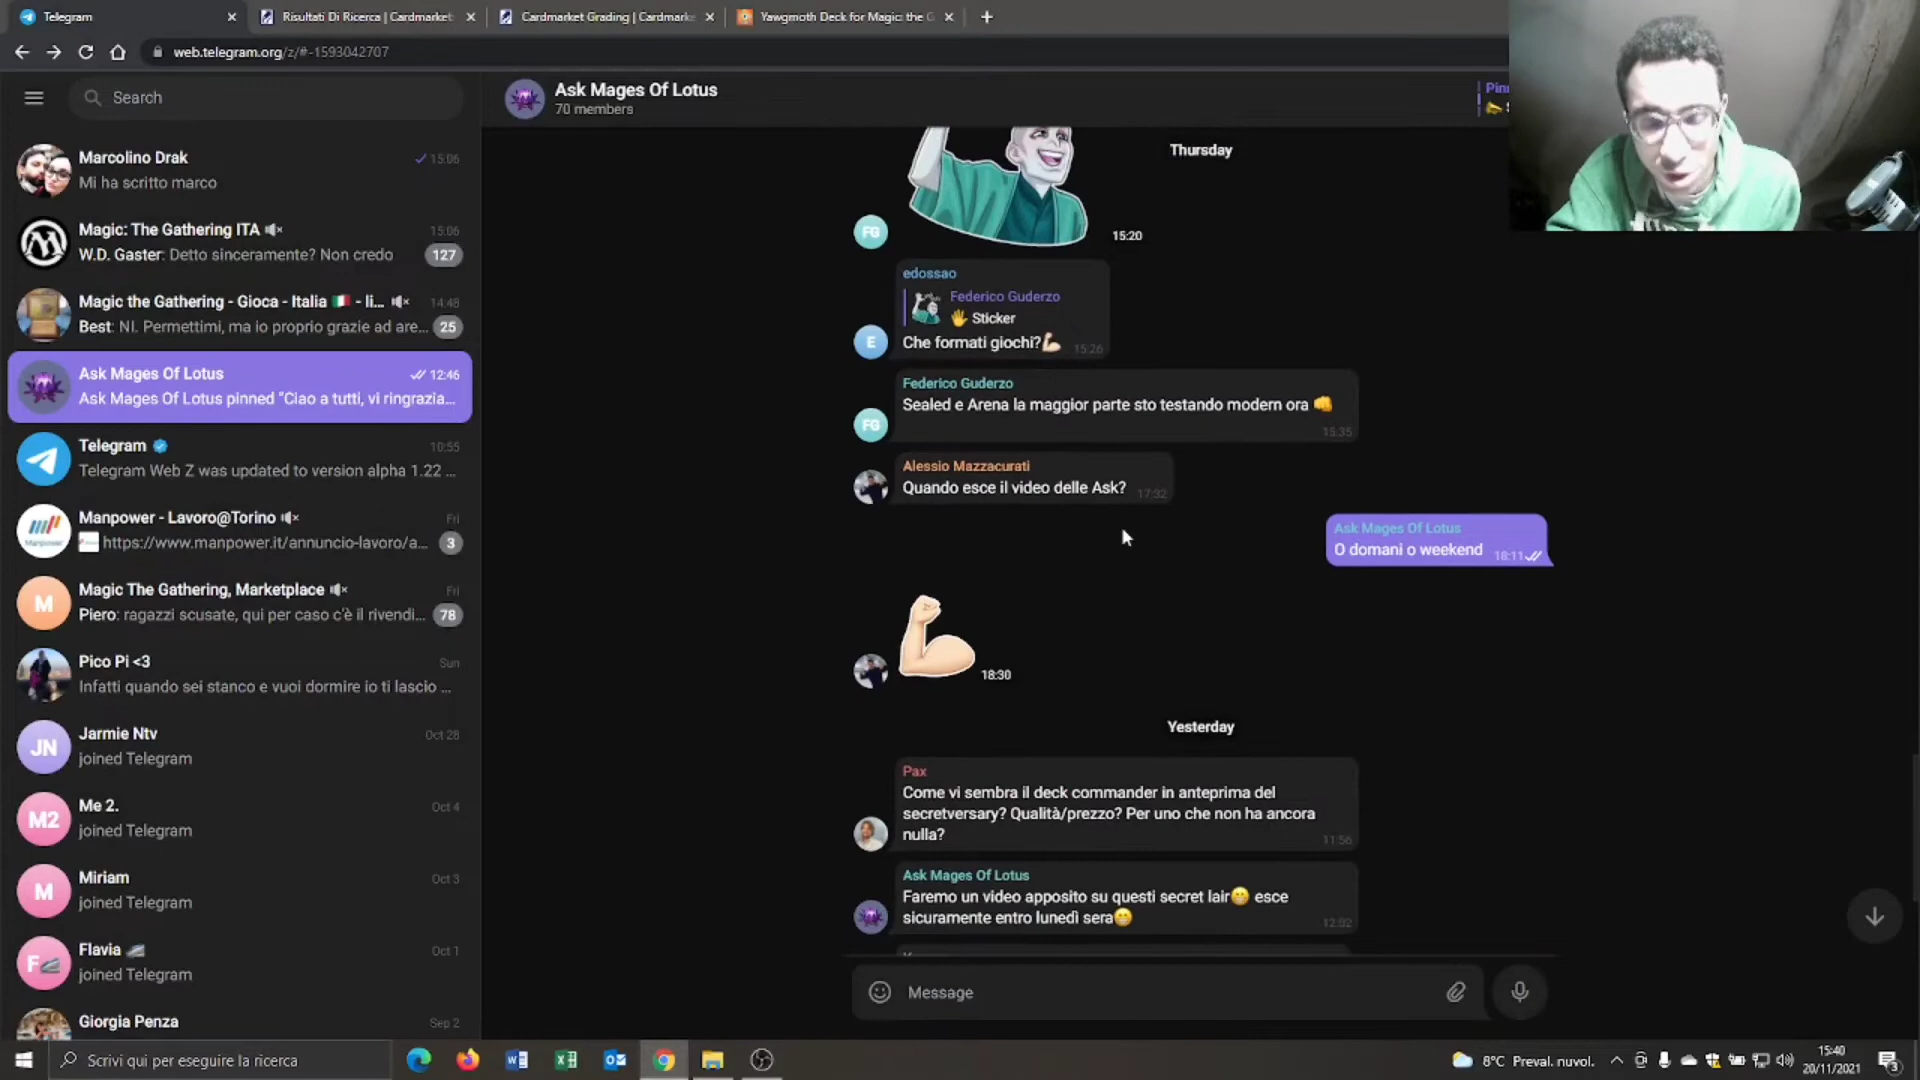 Telegram
Risultati Di Ricerca | Cardmarket
Cardmarket Grading | Cardmarke
Yawgmoth Deck for Magic: the G
web.telegram.org/z/#-1593042707
Search
Marcolino Drak
15:06
Mi ha scritto marco
Magic: The Gathering ITA
15:06
W.D. Gaster: Detto sinceramente? Non credo
127
Magic the Gathering - Gioca - Italia 🇮🇹 - li...
14:48
Best: NI. Permettimi, ma io proprio grazie ad are...
25
Ask Mages Of Lotus
12:46
Ask Mages Of Lotus pinned "Ciao a tutti, vi ringrazia...
Telegram
10:55
Telegram Web Z was updated to version alpha 1.22 ...
Manpower - Lavoro@Torino
Fri
https://www.manpower.it/annuncio-lavoro/a...
3
M
Magic The Gathering, Marketplace
Fri
Piero: ragazzi scusate, qui per caso c'è il rivendi...
78
Pico Pi <3
Sun
Infatti quando sei stanco e vuoi dormire io ti lascio ...
JN
Jarmie Ntv
Oct 28
joined Telegram
M2
Me 2.
Oct 4
joined Telegram
M
Miriam
Oct 3
joined Telegram
F
Flavia
Oct 1
joined Telegram
Giorgia Penza
Sep 2
Ask Mages Of Lotus
70 members
Pin
Thursday
FG
15:20
edossao
Federico Guderzo
🖐 Sticker
E
Che formati giochi?💪🏻
15:26
Federico Guderzo
FG
Sealed e Arena la maggior parte sto testando modern ora 👊
15:35
Alessio Mazzacurati
Quando esce il video delle Ask?
17:32
Ask Mages Of Lotus
O domani o weekend
18:11
18:30
Yesterday
Pax
Come vi sembra il deck commander in anteprima del
secretversary? Qualità/prezzo? Per uno che non ha ancora
nulla?
11:56
Ask Mages Of Lotus
Faremo un video apposito su questi secret lair😁 esce
sicuramente entro lunedì sera😁
12:02
Message
Scrivi qui per eseguire la ricerca
8°C Preval. nuvol.
15:40
20/11/2021
3